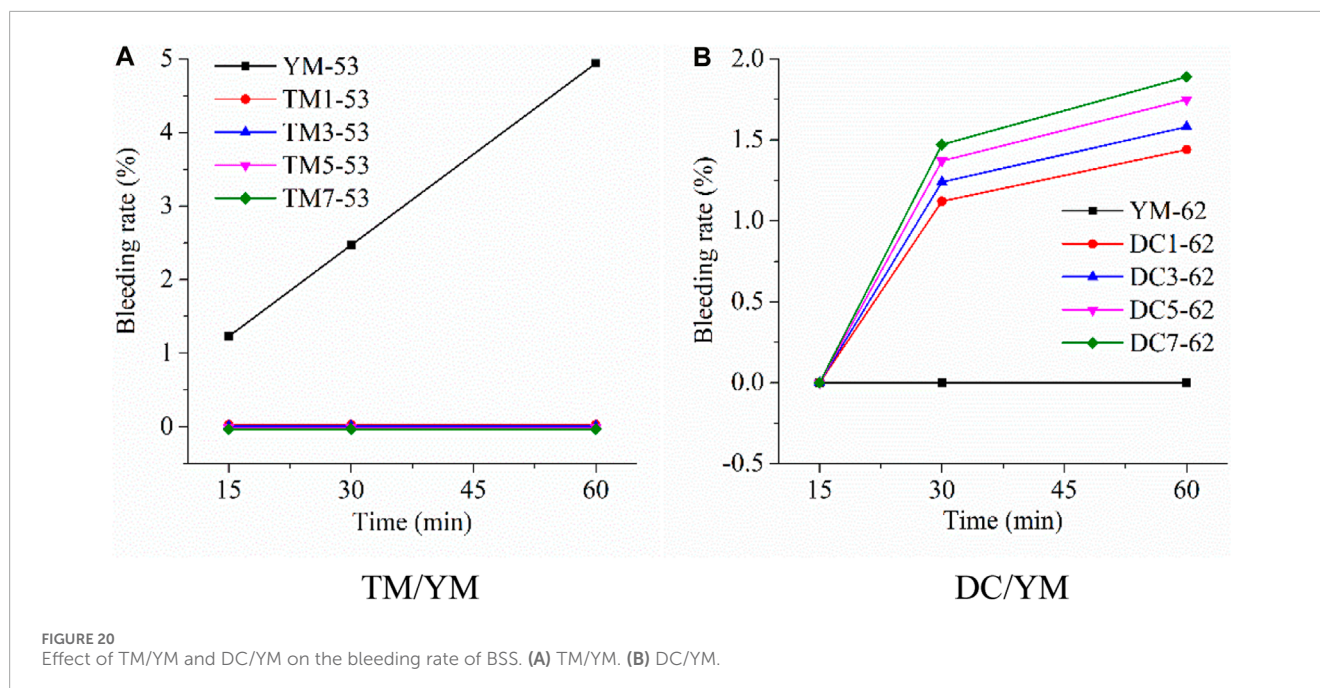 A
5
4
3
2
1
0
Bleeding rate (%)
YM-53
TM1-53
TM3-53
TM5-53
TM7-53
15
30
45
60
Time (min)
TM/YM
B
2.0
1.5
1.0
0.5
0.0
-0.5
Bleeding rate (%)
YM-62
DC1-62
DC3-62
DC5-62
DC7-62
15
30
45
60
Time (min)
DC/YM
FIGURE 20
Effect of TM/YM and DC/YM on the bleeding rate of BSS. (A) TM/YM. (B) DC/YM.